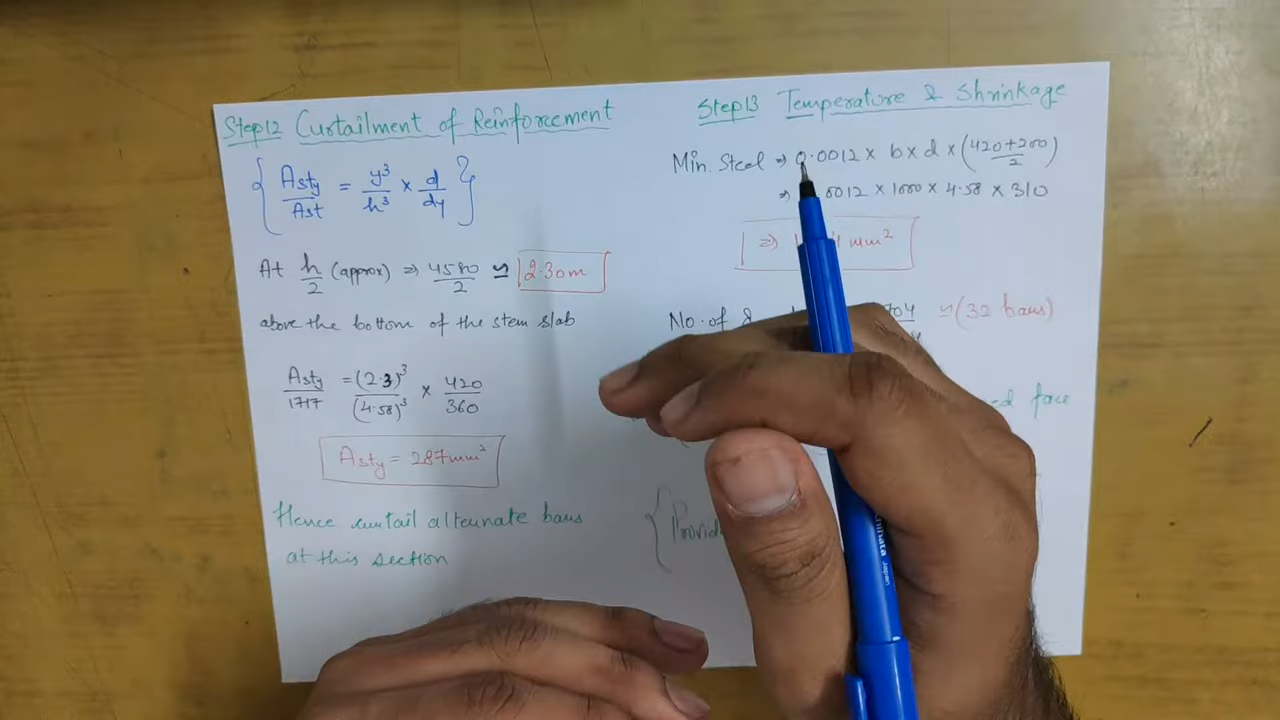 Step12 Curtailment of Reinforcement
{ Asty/Ast = y³/h³ × d/dy }
At h/2 (approx) ⇒ 4580/2 ≃ 2.30m
above the bottom of the stem slab
Asty/1717 = (2.3)³/(4.58)³ × 420/360
Asty = 287mm²
Hence curtail alternate bars
at this section
Step13 Temperature & Shrinkage
Min. Steel ⇒ 0.0012 × b × d × (420+200/2)
⇒ 0012 × 1000 × 4.58 × 310
⇒ mm²
No. of 704 ≃ (32 bars)
face
{Provid